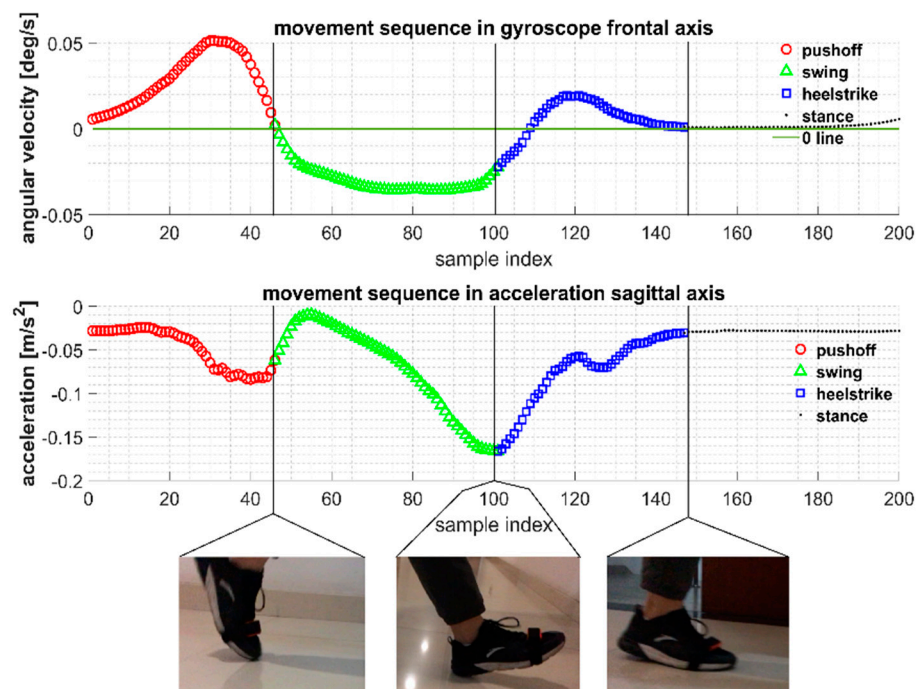 movement sequence in gyroscope frontal axis
angular velocity [deg/s]
0.05
0
-0.05
pushoff
swing
heelstrike
stance
0 line
0 20 40 60 80 100 120 140 160 180 200
sample index
movement sequence in acceleration sagittal axis
acceleration [m/s²]
0
-0.05
-0.1
-0.15
-0.2
pushoff
swing
heelstrike
stance
0 20 40 60 80 100 120 140 160 180 200
sample index